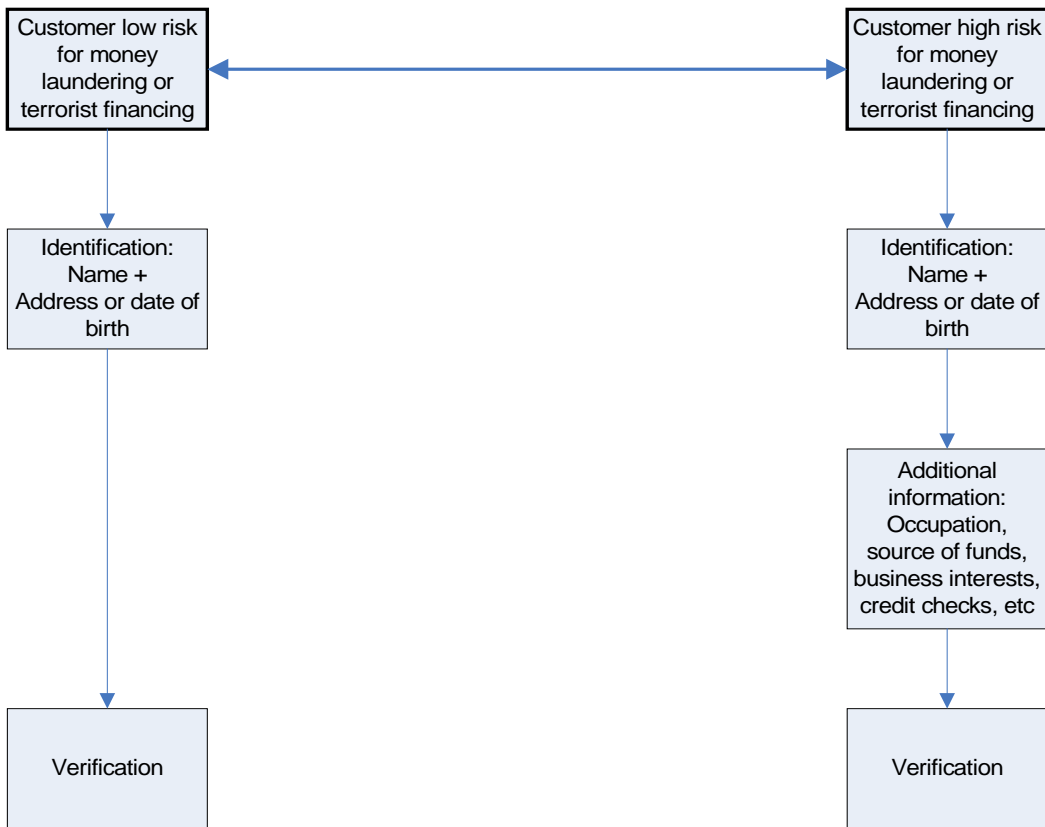 Customer low risk
for money
laundering or
terrorist financing
Customer high risk
for money
laundering or
terrorist financing
Identification:
Name +
Address or date of
birth
Identification:
Name +
Address or date of
birth
Additional
information:
Occupation,
source of funds,
business interests,
credit checks, etc
Verification
Verification